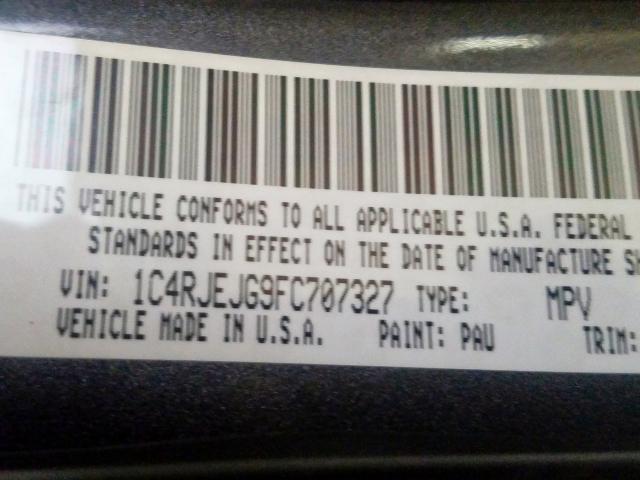 THIS VEHICLE CONFORMS TO ALL APPLICABLE U.S.A. FEDERAL
STANDARDS IN EFFECT ON THE DATE OF MANUFACTURE
VIN: 1C4RJEJG9FC707327 TYPE: MPV
VEHICLE MADE IN U.S.A. PAINT: PAU TRIM: